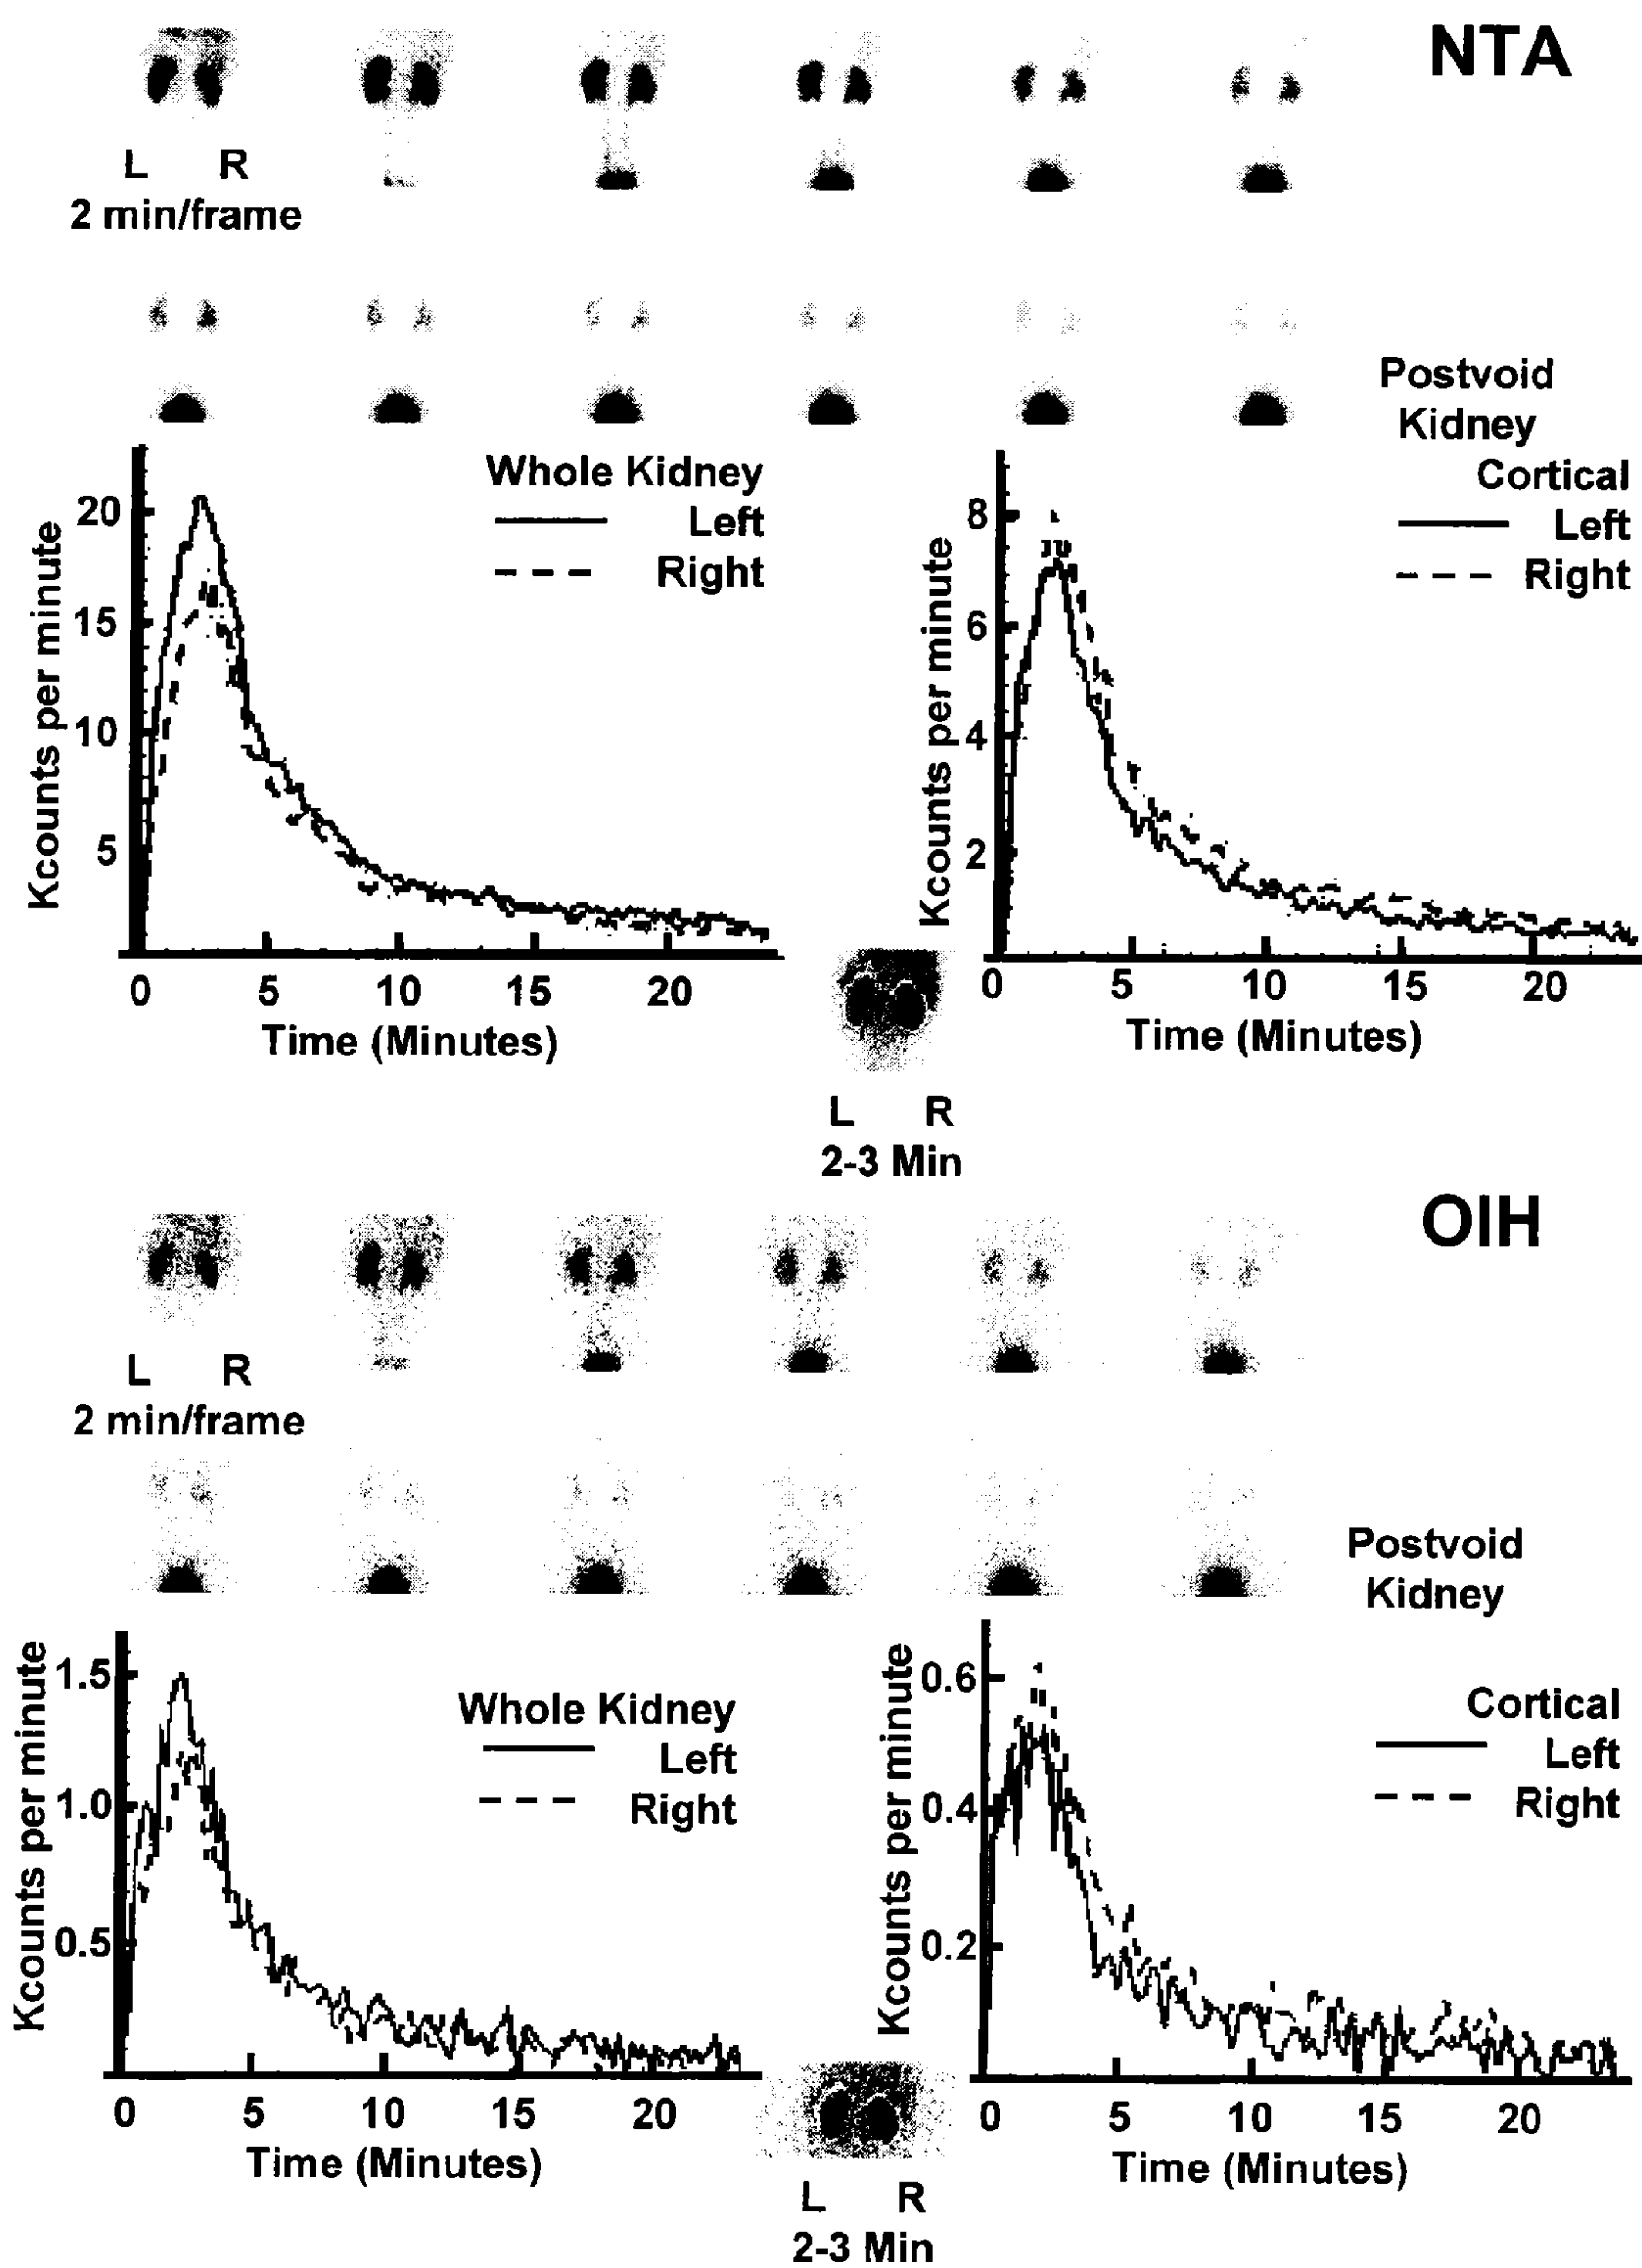 NTA
L R
2 min/frame
Postvoid
Kidney
Whole Kidney
Left
Right
20
15
10
5
Kcounts per minute
0 5 10 15 20
Time (Minutes)
Cortical
Left
Right
8
6
4
2
Kcounts per minute
0 5 10 15 20
Time (Minutes)
L R
2-3 Min
OIH
L R
2 min/frame
Postvoid
Kidney
Whole Kidney
Left
Right
1.5
1.0
0.5
Kcounts per minute
0 5 10 15 20
Time (Minutes)
Cortical
Left
Right
0.6
0.4
0.2
Kcounts per minute
0 5 10 15 20
Time (Minutes)
L R
2-3 Min